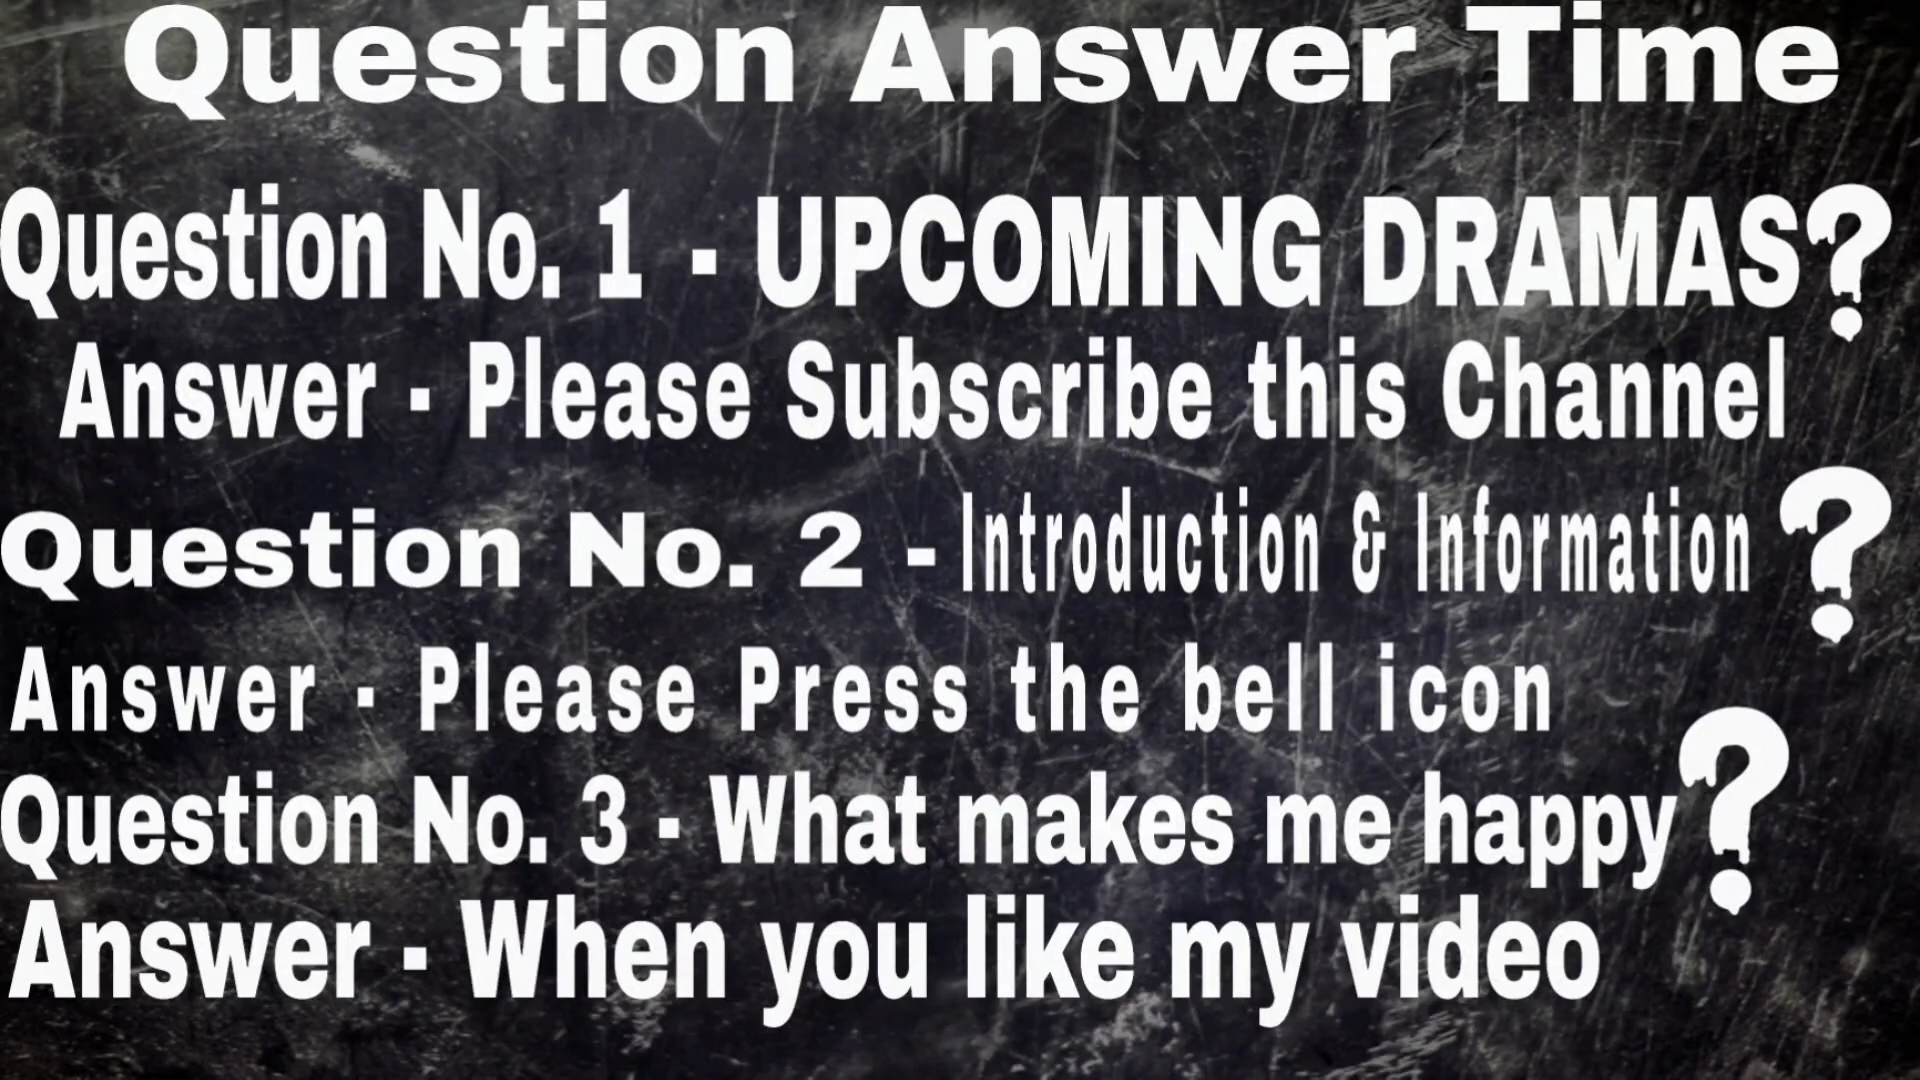 Question Answer Time
Question No. 1 - UPCOMING DRAMAS?
Answer - Please Subscribe this Channel
Question No. 2 - Introduction & Information ?
Answer - Please Press the bell icon
Question No. 3 - What makes me happy?
Answer - When you like my video